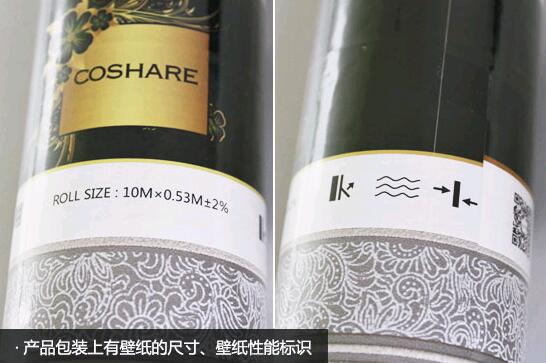 COSHARE
ROLL SIZE : 10M×0.53M±2%
· 产品包装上有壁纸的尺寸、壁纸性能标识